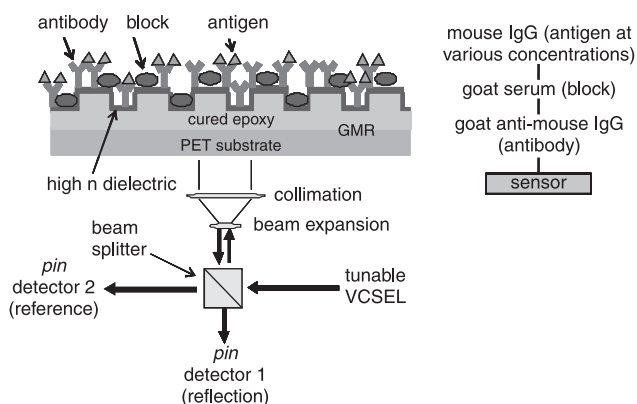 antibody
block
antigen
cured epoxy
GMR
PET substrate
high n dielectric
collimation
beam expansion
beam
splitter
pin
detector 2
(reference)
tunable
VCSEL
pin
detector 1
(reflection)
mouse IgG (antigen at
various concentrations)
goat serum (block)
goat anti-mouse IgG
(antibody)
sensor